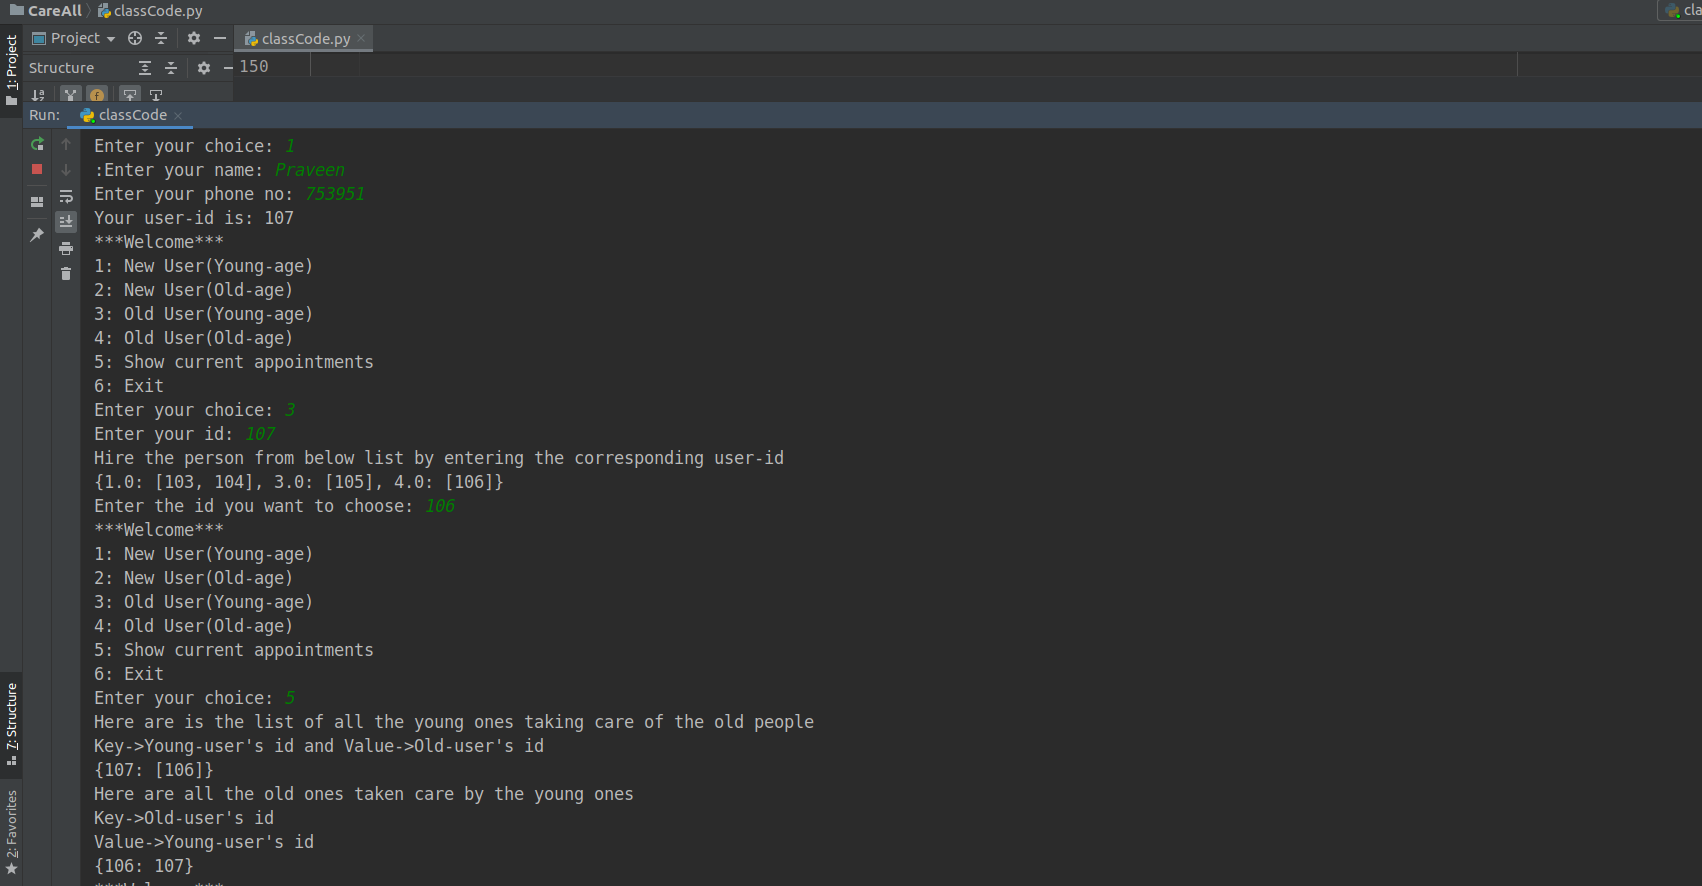 CareAll
classCode.py
cla
Project
classCode.py
Structure
150
1: Project
Run:
classCode
Enter your choice: 1
:Enter your name: Praveen
Enter your phone no: 753951
Your user-id is: 107
***Welcome***
1: New User(Young-age)
2: New User(Old-age)
3: Old User(Young-age)
4: Old User(Old-age)
5: Show current appointments
6: Exit
Enter your choice: 3
Enter your id: 107
Hire the person from below list by entering the corresponding user-id
{1.0: [103, 104], 3.0: [105], 4.0: [106]}
Enter the id you want to choose: 106
***Welcome***
1: New User(Young-age)
2: New User(Old-age)
3: Old User(Young-age)
4: Old User(Old-age)
5: Show current appointments
6: Exit
Enter your choice: 5
Here are is the list of all the young ones taking care of the old people
Key->Young-user's id and Value->Old-user's id
{107: [106]}
Here are all the old ones taken care by the young ones
Key->Old-user's id
Value->Young-user's id
{106: 107}
7: Structure
2: Favorites